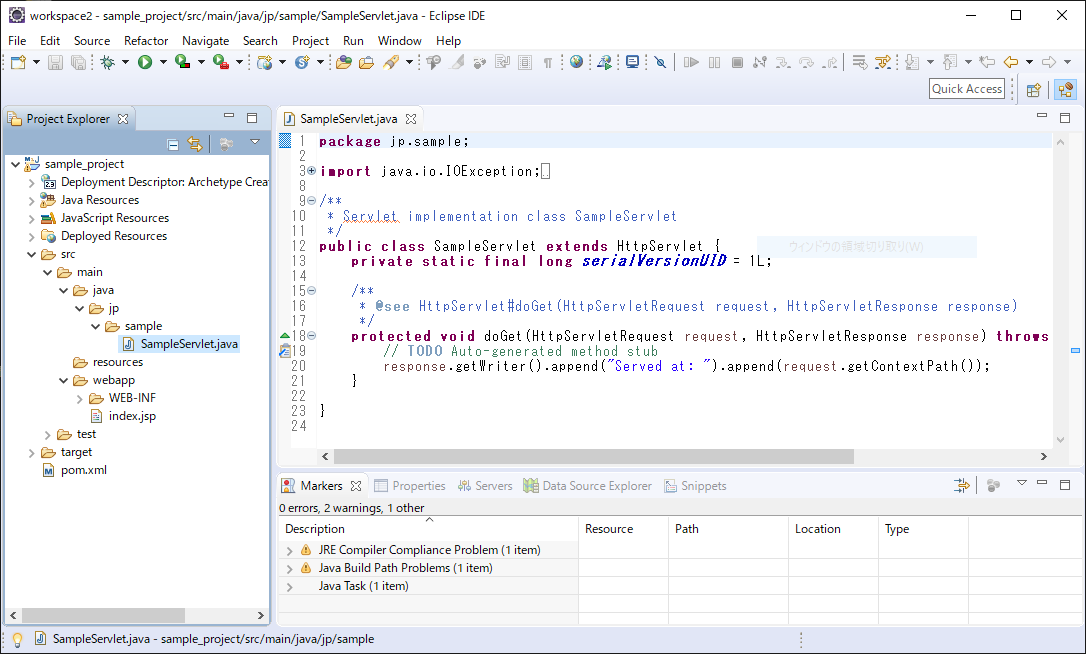 workspace2 - sample_project/src/main/java/jp/sample/SampleServlet.java - Eclipse IDE
File Edit Source Refactor Navigate Search Project Run Window Help
Quick Access
Project Explorer
sample_project
Deployment Descriptor: Archetype Crea
Java Resources
JavaScript Resources
Deployed Resources
src
main
java
jp
sample
SampleServlet.java
resources
webapp
WEB-INF
index.jsp
test
target
pom.xml
SampleServlet.java
1 package jp.sample;
2
3 import java.io.IOException;
8
9 /**
10 * Servlet implementation class SampleServlet
11 */
12 public class SampleServlet extends HttpServlet {
ウィンドウの領域切り取り(W)
13 private static final long serialVersionUID = 1L;
14
15 /**
16 * @see HttpServlet#doGet(HttpServletRequest request, HttpServletResponse response)
17 */
18 protected void doGet(HttpServletRequest request, HttpServletResponse response) throws
19 // TODO Auto-generated method stub
20 response.getWriter().append("Served at: ").append(request.getContextPath());
21 }
22
23 }
24
Markers Properties Servers Data Source Explorer Snippets
0 errors, 2 warnings, 1 other
Description Resource Path Location Type
JRE Compiler Compliance Problem (1 item)
Java Build Path Problems (1 item)
Java Task (1 item)
SampleServlet.java - sample_project/src/main/java/jp/sample